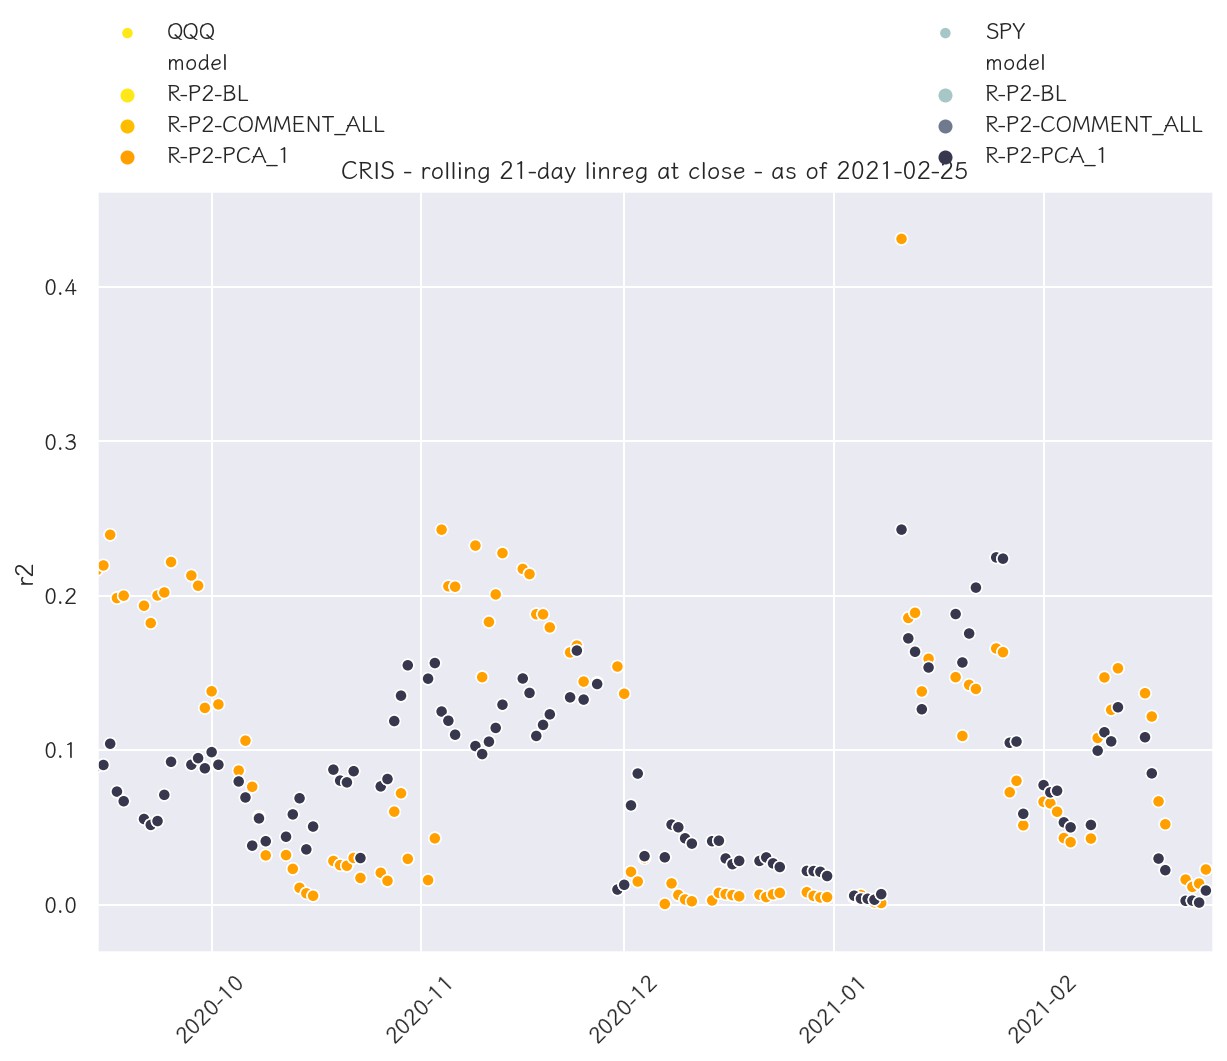 QQQ
model
R-P2-BL
R-P2-COMMENT_ALL
R-P2-PCA_1
SPY
model
R-P2-BL
R-P2-COMMENT_ALL
R-P2-PCA_1
CRIS - rolling 21-day linreg at close - as of 2021-02-25
r2
0.4
0.3
0.2
0.1
0.0
2020-10
2020-11
2020-12
2021-01
2021-02